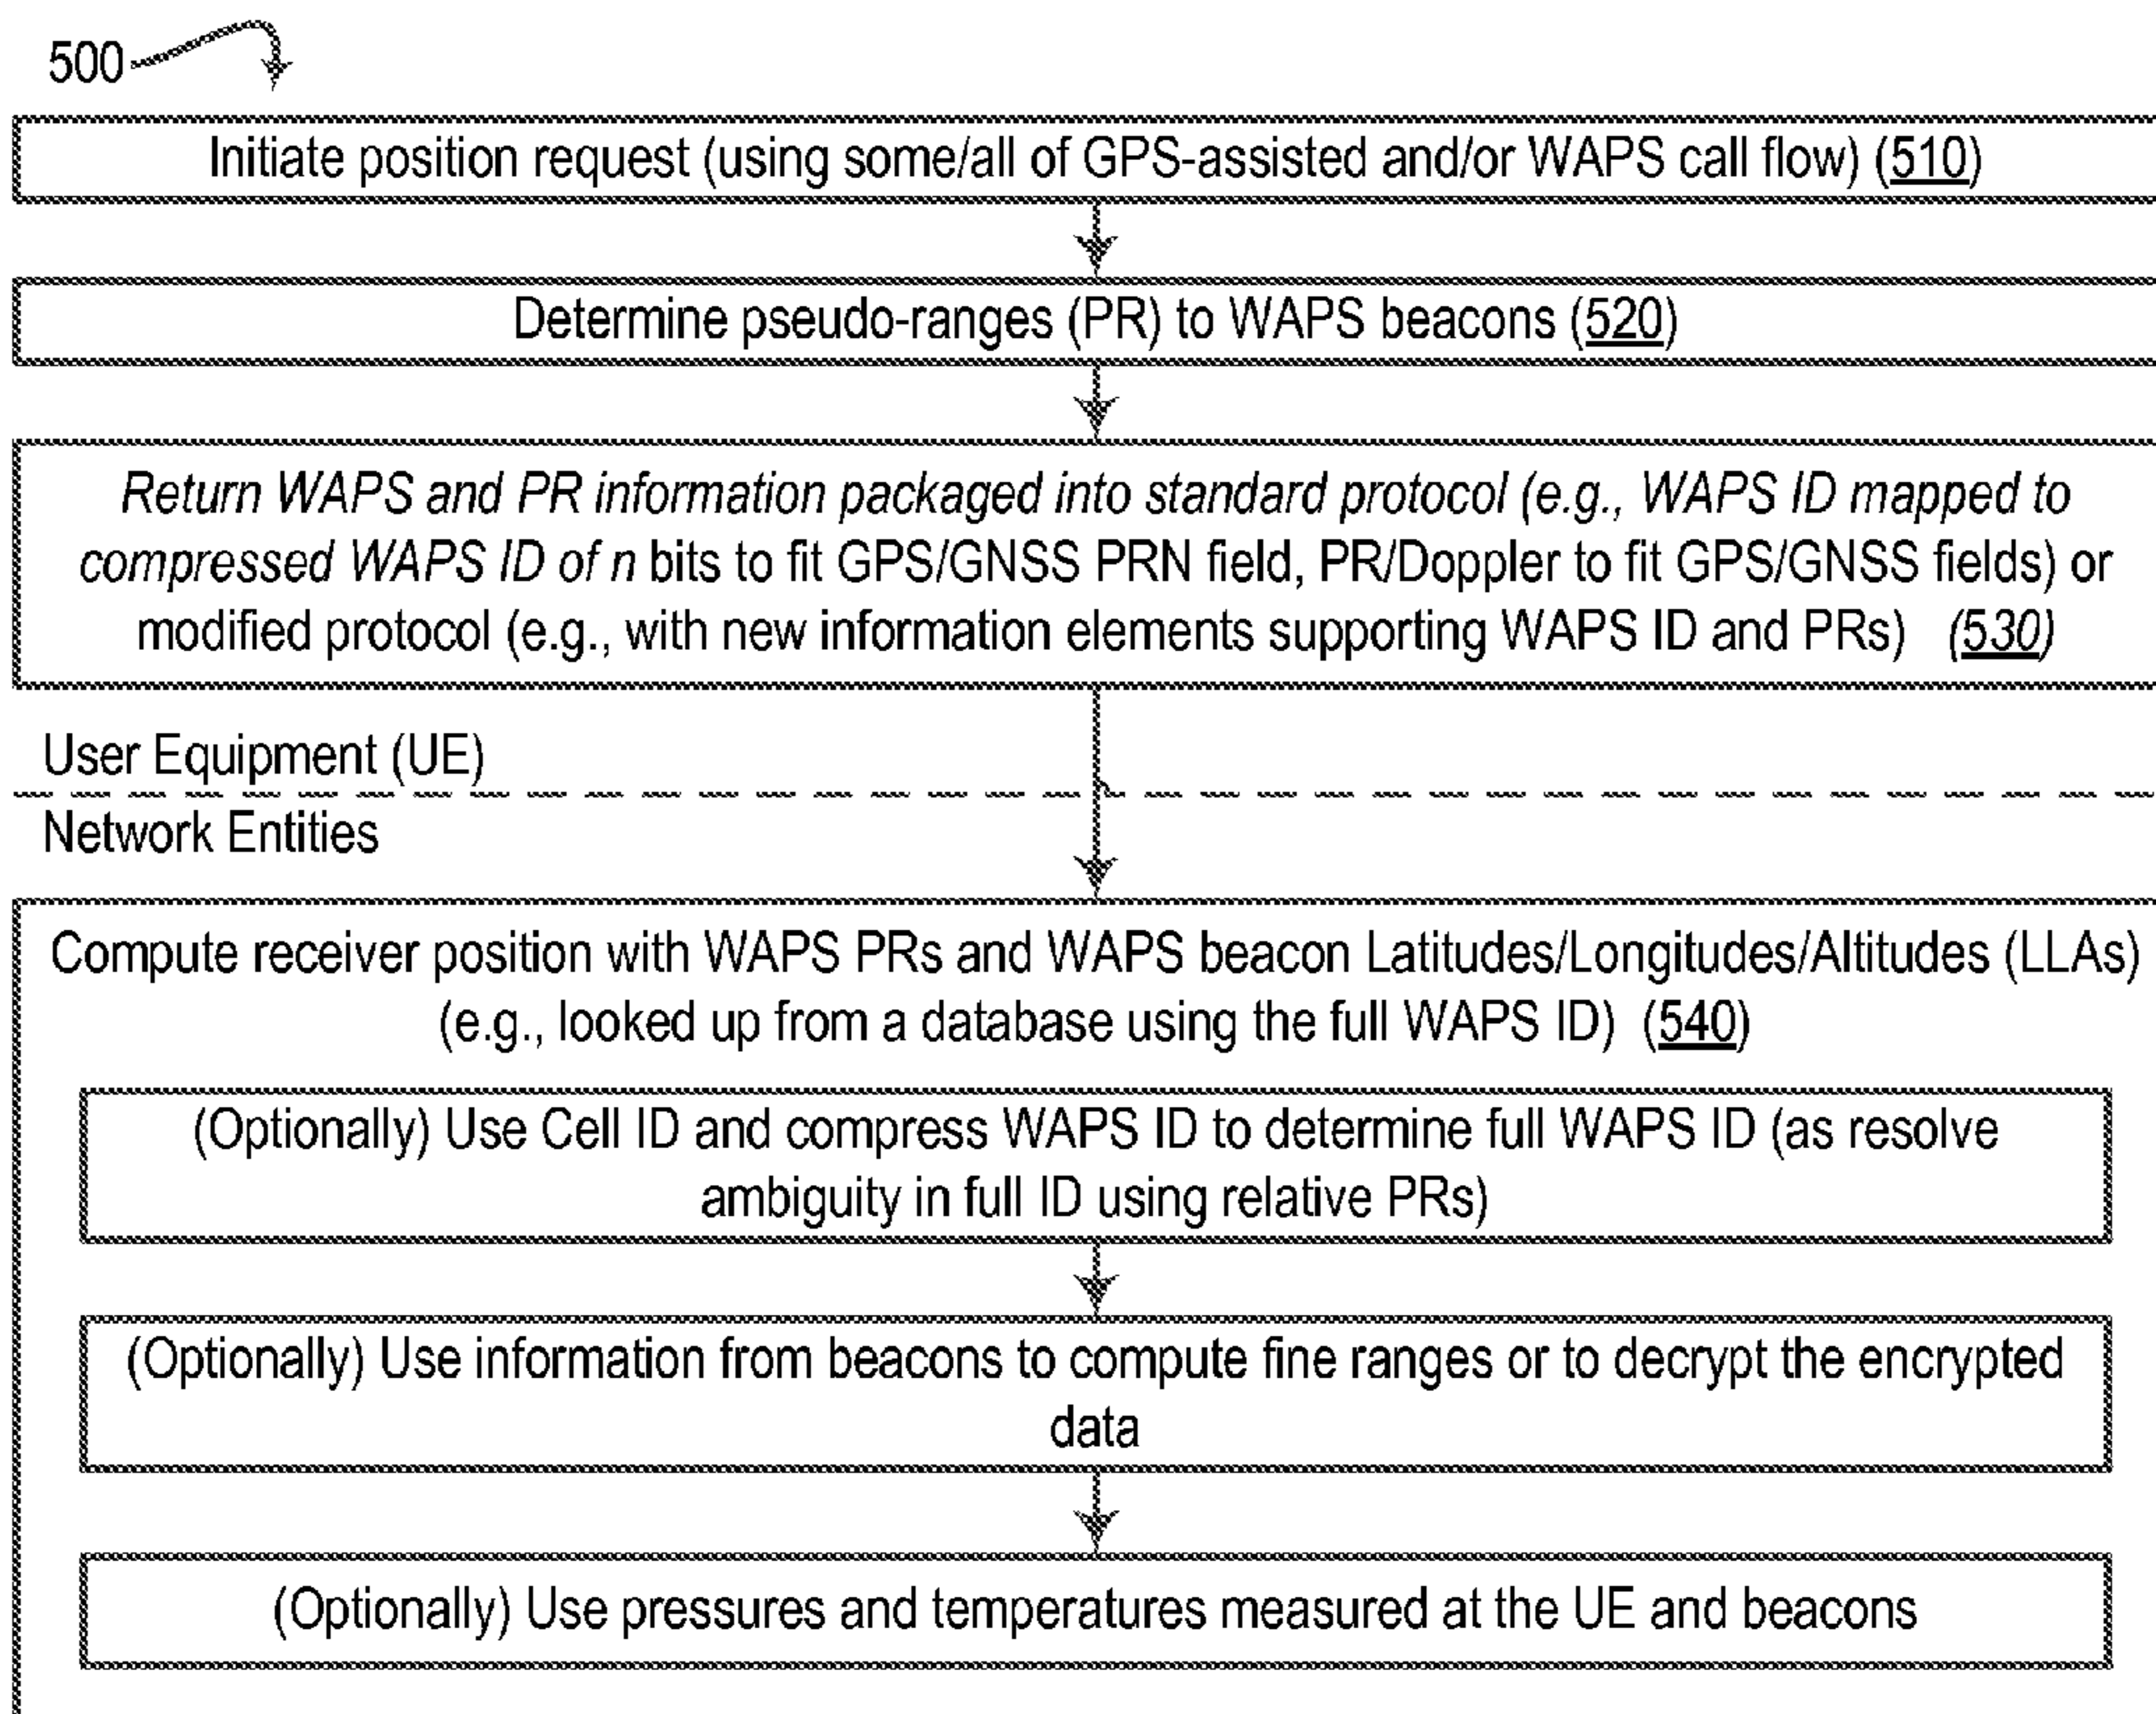 500
Initiate position request (using some/all of GPS-assisted and/or WAPS call flow) (510)
Determine pseudo-ranges (PR) to WAPS beacons (520)
Return WAPS and PR information packaged into standard protocol (e.g., WAPS ID mapped to
compressed WAPS ID of n bits to fit GPS/GNSS PRN field, PR/Doppler to fit GPS/GNSS fields) or
modified protocol (e.g., with new information elements supporting WAPS ID and PRs) (530)
User Equipment (UE)
Network Entities
Compute receiver position with WAPS PRs and WAPS beacon Latitudes/Longitudes/Altitudes (LLAs)
(e.g., looked up from a database using the full WAPS ID) (540)
(Optionally) Use Cell ID and compress WAPS ID to determine full WAPS ID (as resolve
ambiguity in full ID using relative PRs)
(Optionally) Use information from beacons to compute fine ranges or to decrypt the encrypted
data
(Optionally) Use pressures and temperatures measured at the UE and beacons